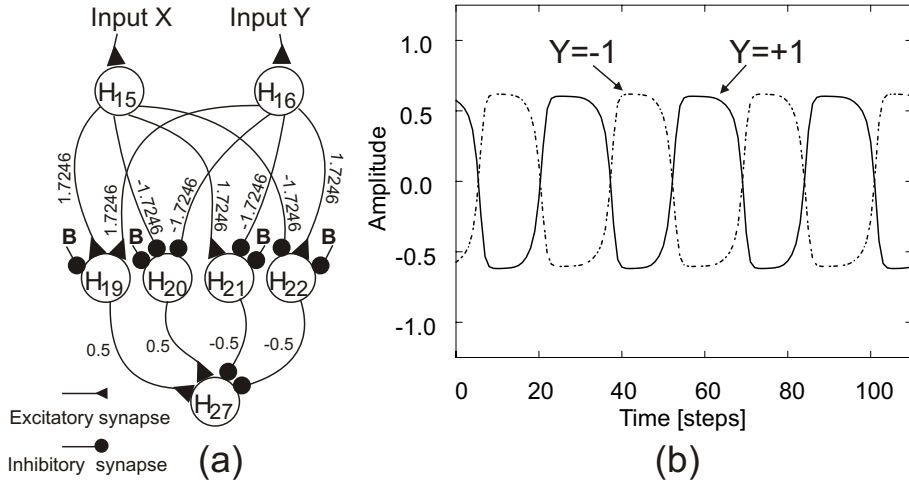 Input X
Input Y
H15
H16
1.7246
1.7246
-1.7246
-1.7246
1.7246
-1.7246
-1.7246
1.7246
B
B
B
B
H19
H20
H21
H22
0.5
0.5
-0.5
-0.5
H27
Excitatory synapse
Inhibitory synapse
(a)
Y=-1
Y=+1
Amplitude
1.0
0.5
0.0
-0.5
-1.0
0
20
40
60
80
100
Time [steps]
(b)